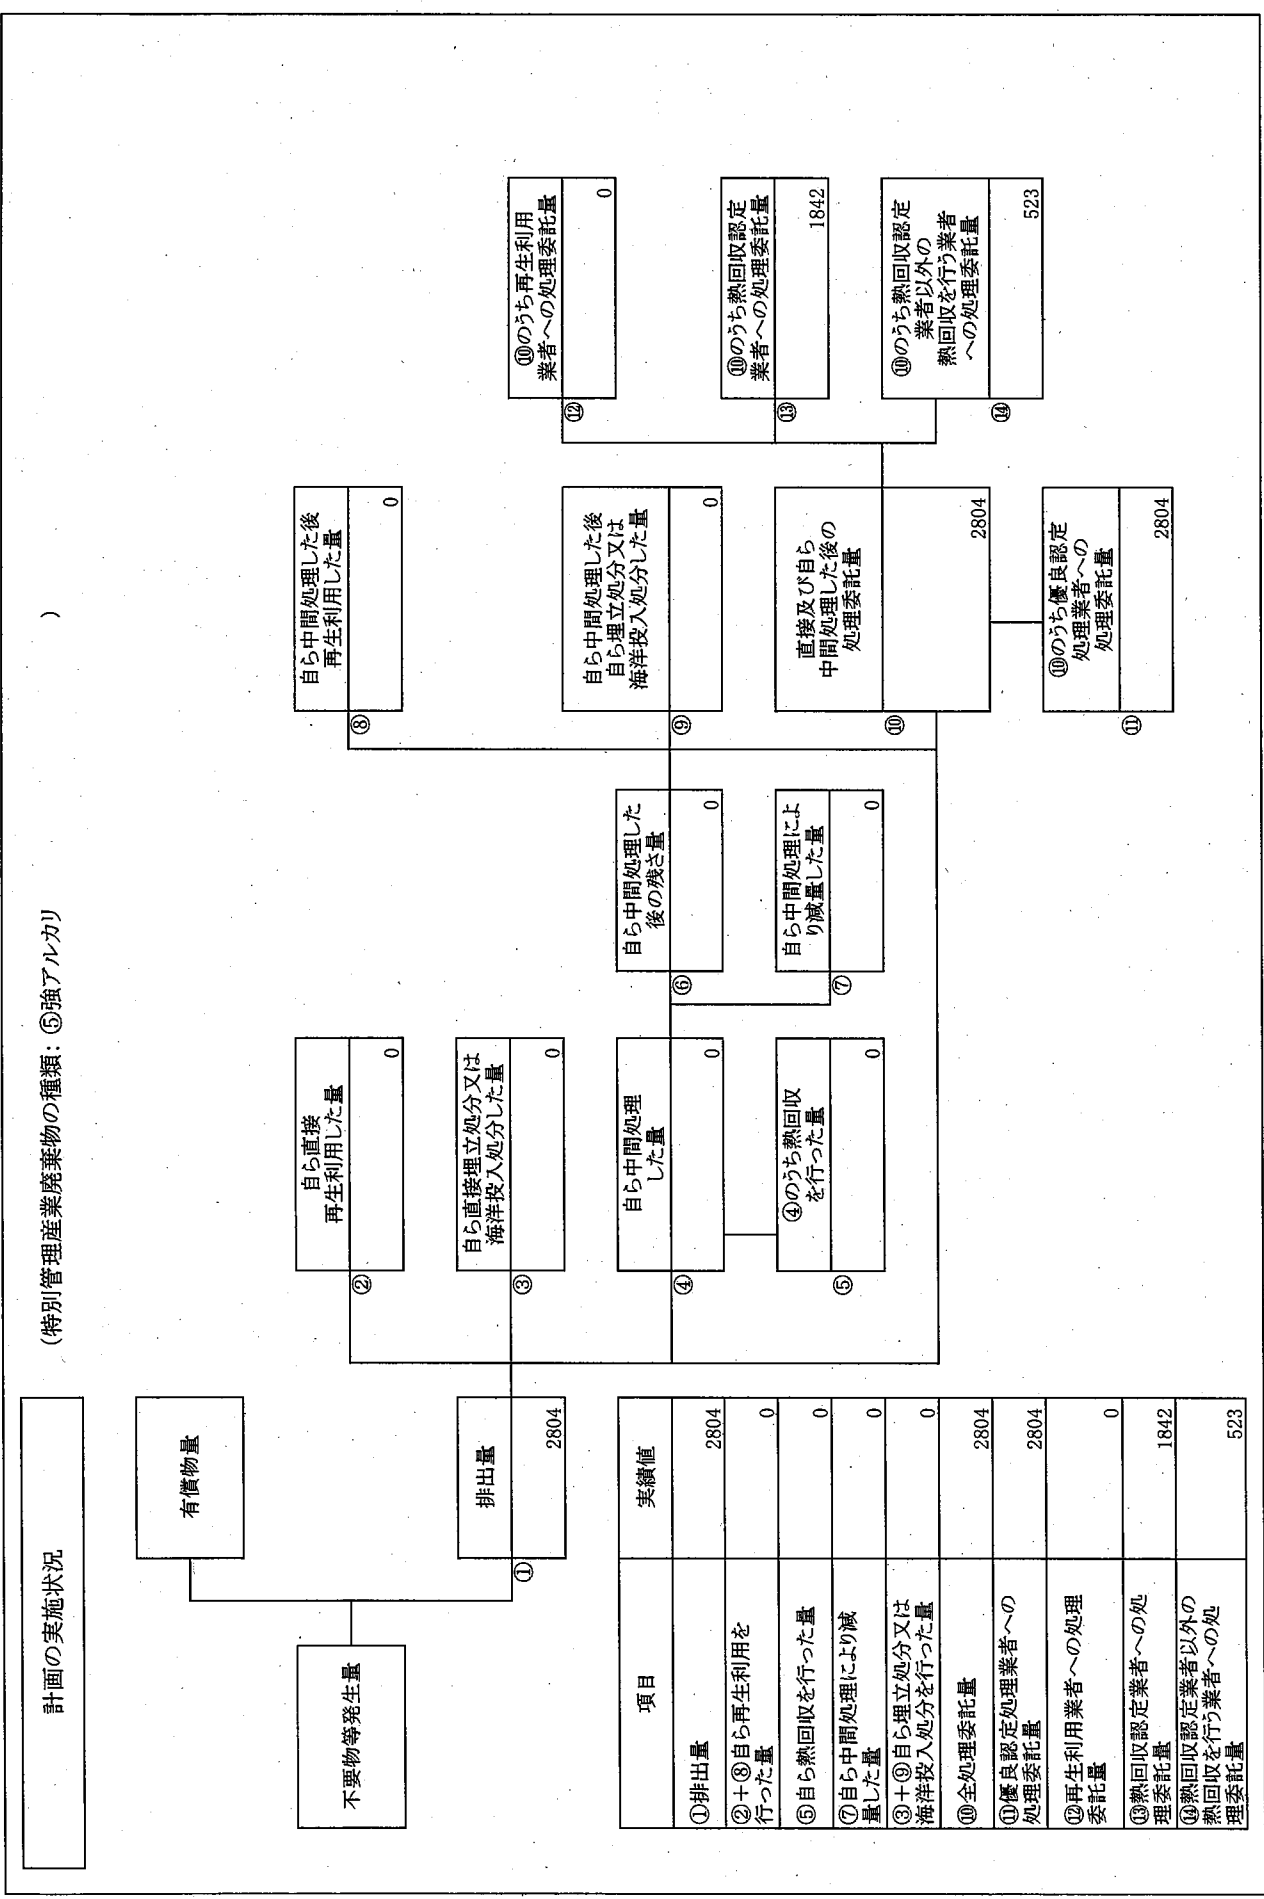 計画の実施状況
(特別管理産業廃棄物の種類：⑤強アルカリ )
不要物等発生量
有償物量
①
排出量
2804
②
自ら直接
再生利用した量
0
③
自ら直接埋立処分又は
海洋投入処分した量
0
④
自ら中間処理
した量
0
⑤
④のうち熱回収
を行った量
0
⑥
自ら中間処理した
後の残さ量
0
⑦
自ら中間処理によ
り減量した量
0
⑧
自ら中間処理した後
再生利用した量
0
⑨
自ら中間処理した後
自ら埋立処分又は
海洋投入処分した量
0
⑩
直接及び自ら
中間処理した後の
処理委託量
2804
⑪
⑩のうち優良認定
処理業者への
処理委託量
2804
⑫
⑩のうち再生利用
業者への処理委託量
0
⑬
⑩のうち熱回収認定
業者への処理委託量
1842
⑭
⑩のうち熱回収認定
業者以外の
熱回収を行う業者
への処理委託量
523
項目 実績値
①排出量 2804
②＋⑧自ら再生利用を
行った量 0
⑤自ら熱回収を行った量 0
⑦自ら中間処理により減
量した量 0
③＋⑨自ら埋立処分又は
海洋投入処分を行った量 0
⑩全処理委託量 2804
⑪優良認定処理業者への
処理委託量 2804
⑫再生利用業者への処理
委託量 0
⑬熱回収認定業者への処
理委託量 1842
⑭熱回収認定業者以外の
熱回収を行う業者への処
理委託量 523